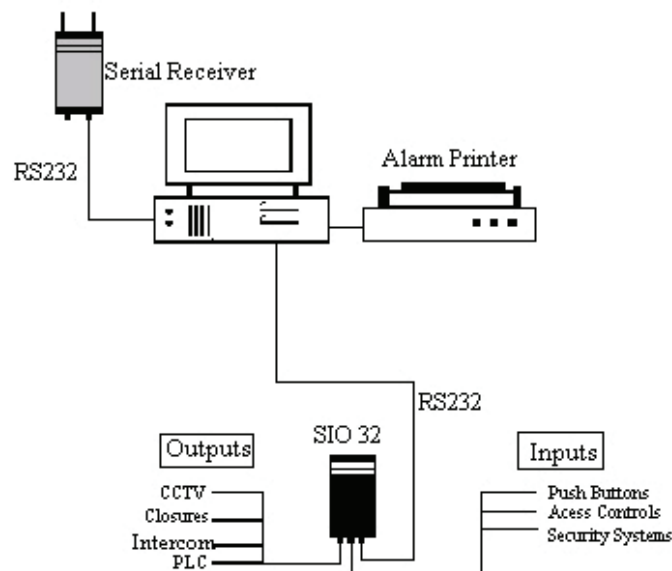 Serial Receiver
RS232
Alarm Printer
RS232
SIO 32
Outputs
Inputs
CCTV
Closures
Intercom
PLC
Push Buttons
Acess Controls
Security Systems